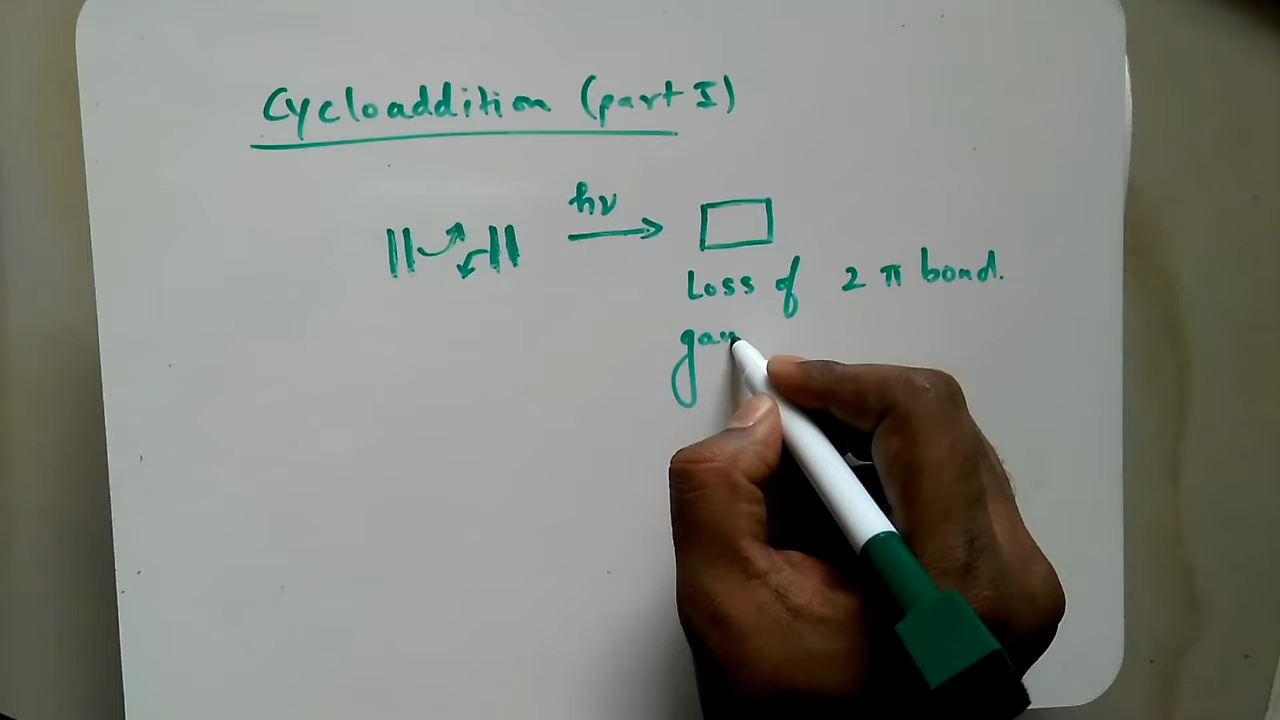 Cycloaddition (part I)
hν
Loss of 2 π bond.